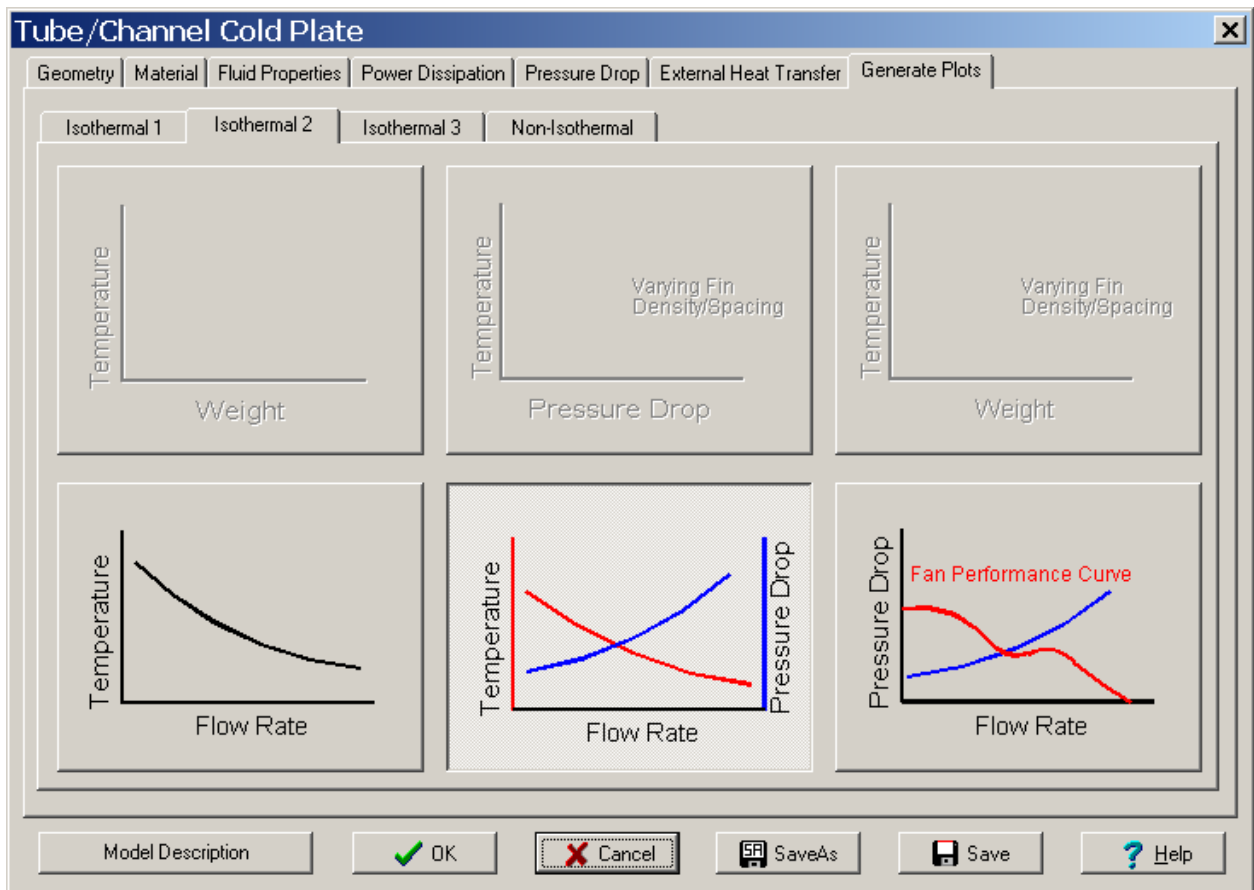 Tube/Channel Cold Plate
Geometry
Material
Fluid Properties
Power Dissipation
Pressure Drop
External Heat Transfer
Generate Plots
Isothermal 1
Isothermal 2
Isothermal 3
Non-Isothermal
Temperature
Weight
Temperature
Varying Fin
Density/Spacing
Pressure Drop
Temperature
Varying Fin
Density/Spacing
Weight
Temperature
Flow Rate
Temperature
Pressure Drop
Flow Rate
Pressure Drop
Fan Performance Curve
Flow Rate
Model Description
OK
Cancel
SA
SaveAs
Save
Help